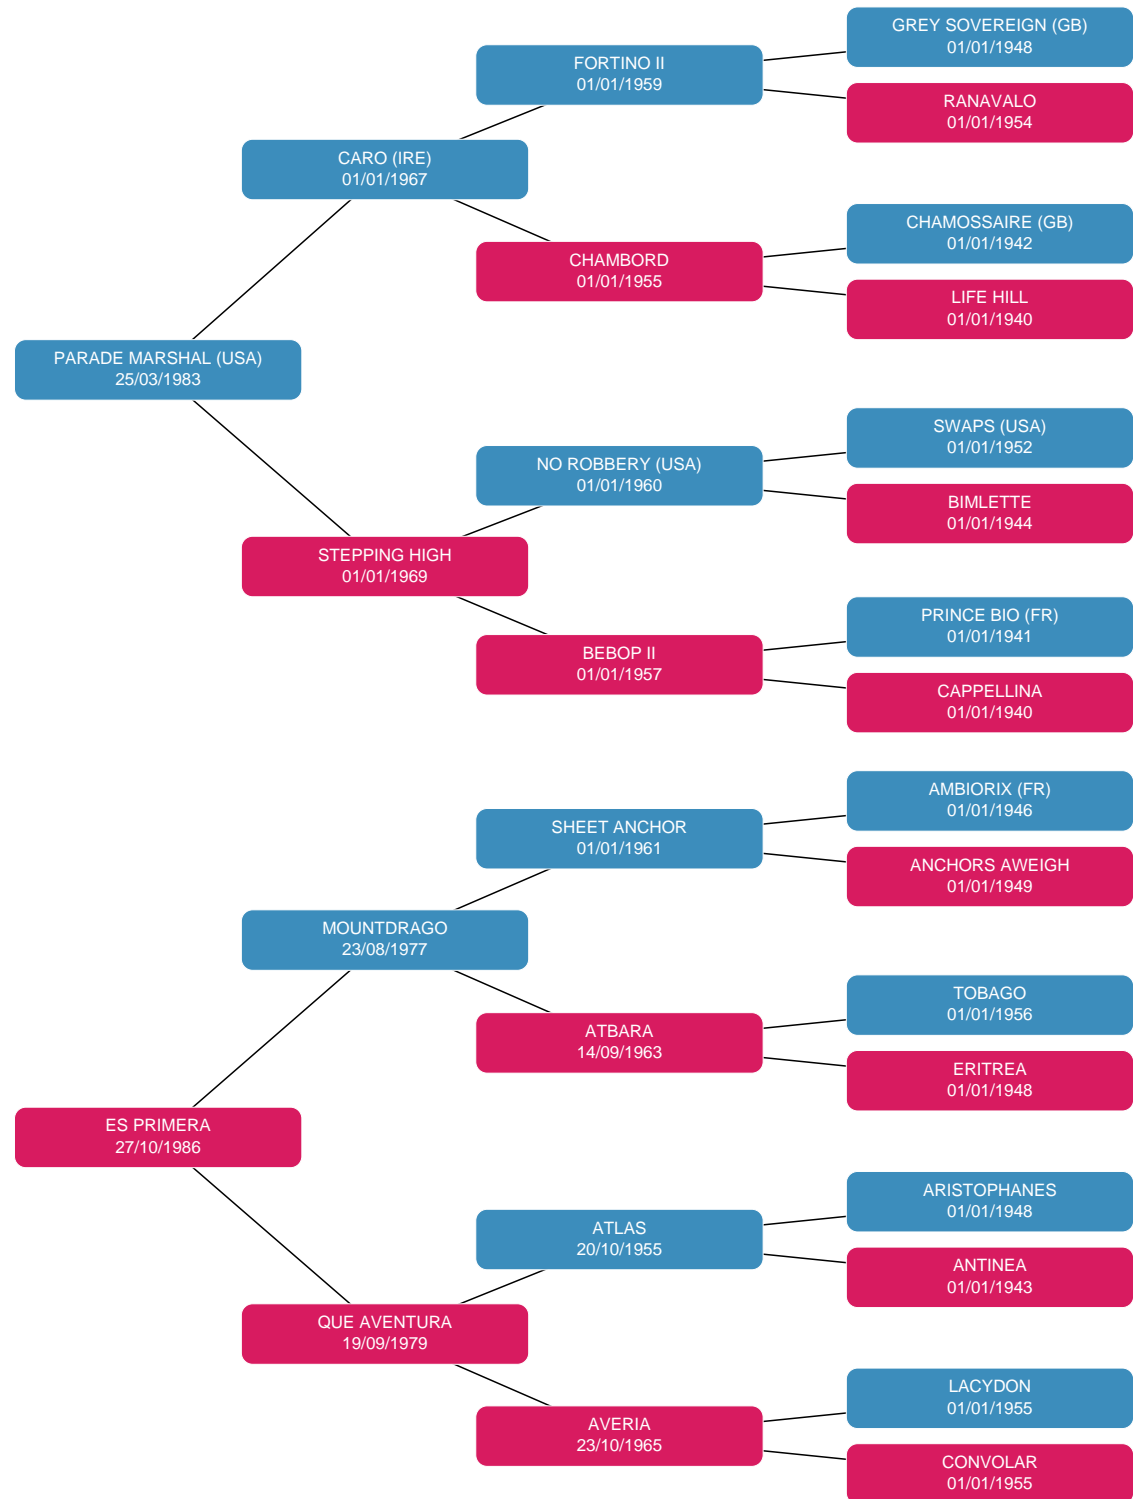 GREY SOVEREIGN (GB)
01/01/1948
FORTINO II
01/01/1959
RANAVALO
01/01/1954
CARO (IRE)
01/01/1967
CHAMOSSAIRE (GB)
01/01/1942
CHAMBORD
01/01/1955
LIFE HILL
01/01/1940
PARADE MARSHAL (USA)
25/03/1983
SWAPS (USA)
01/01/1952
NO ROBBERY (USA)
01/01/1960
BIMLETTE
01/01/1944
STEPPING HIGH
01/01/1969
PRINCE BIO (FR)
01/01/1941
BEBOP II
01/01/1957
CAPPELLINA
01/01/1940
AMBIORIX (FR)
01/01/1946
SHEET ANCHOR
01/01/1961
ANCHORS AWEIGH
01/01/1949
MOUNTDRAGO
23/08/1977
TOBAGO
01/01/1956
ATBARA
14/09/1963
ERITREA
01/01/1948
ES PRIMERA
27/10/1986
ARISTOPHANES
01/01/1948
ATLAS
20/10/1955
ANTINEA
01/01/1943
QUE AVENTURA
19/09/1979
LACYDON
01/01/1955
AVERIA
23/10/1965
CONVOLAR
01/01/1955